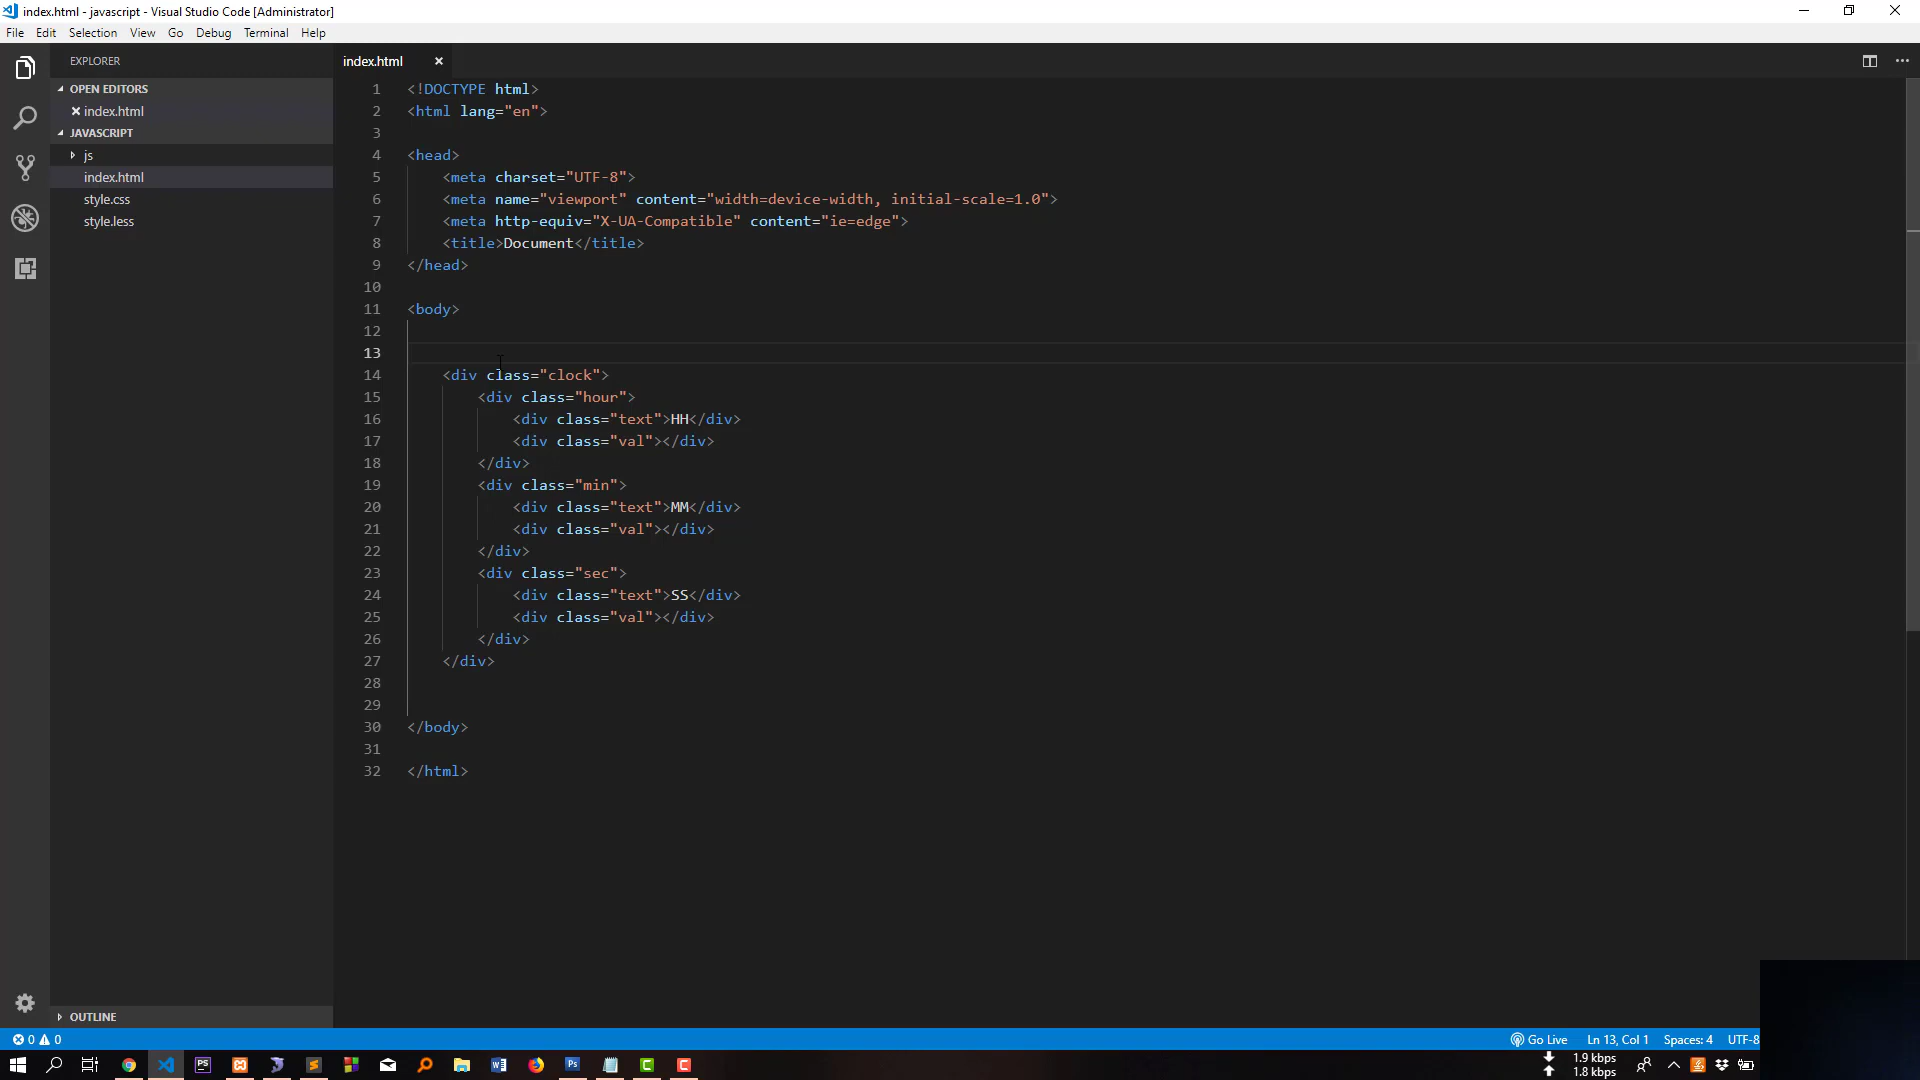 index.html - javascript - Visual Studio Code [Administrator]
File Edit Selection View Go Debug Terminal Help
EXPLORER
OPEN EDITORS
index.html
JAVASCRIPT
js
index.html
style.css
style.less
OUTLINE
index.html
1 <!DOCTYPE html>
2 <html lang="en">
3
4 <head>
5     <meta charset="UTF-8">
6     <meta name="viewport" content="width=device-width, initial-scale=1.0">
7     <meta http-equiv="X-UA-Compatible" content="ie=edge">
8     <title>Document</title>
9 </head>
10
11 <body>
12
13
14     <div class="clock">
15         <div class="hour">
16             <div class="text">HH</div>
17             <div class="val"></div>
18         </div>
19         <div class="min">
20             <div class="text">MM</div>
21             <div class="val"></div>
22         </div>
23         <div class="sec">
24             <div class="text">SS</div>
25             <div class="val"></div>
26         </div>
27     </div>
28
29
30 </body>
31
32 </html>
0 0 Go Live Ln 13, Col 1 Spaces: 4 UTF-8
1.9 kbps
1.8 kbps